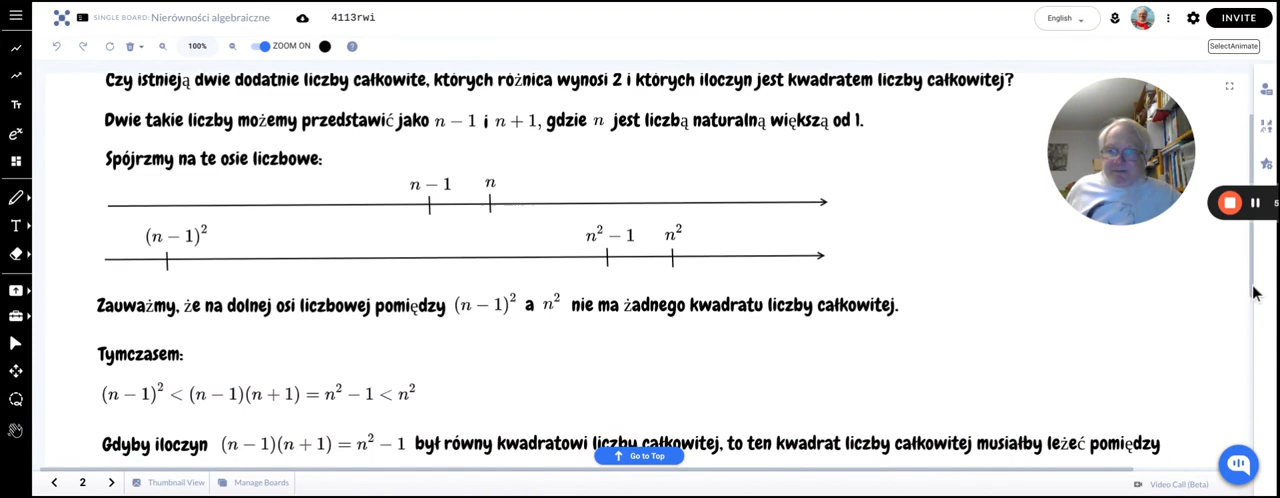 SINGLE BOARD: Nierówności algebraiczne
4113rwi
English
INVITE
100%
ZOOM ON
SelectAnimate
Czy istnieją dwie dodatnie liczby całkowite, których różnica wynosi 2 i których iloczyn jest kwadratem liczby całkowitej?
Dwie takie liczby możemy przedstawić jako n − 1 i n + 1, gdzie n jest liczbą naturalną większą od 1.
Spójrzmy na te osie liczbowe:
n − 1 n
(n − 1)² n² − 1 n²
Zauważmy, że na dolnej osi liczbowej pomiędzy (n − 1)² a n² nie ma żadnego kwadratu liczby całkowitej.
Tymczasem:
(n − 1)² < (n − 1)(n + 1) = n² − 1 < n²
Gdyby iloczyn (n − 1)(n + 1) = n² − 1 był równy kwadratowi liczby całkowitej, to ten kwadrat liczby całkowitej musiałby leżeć pomiędzy
Go to Top
2
Thumbnail View
Manage Boards
Video Call (Beta)